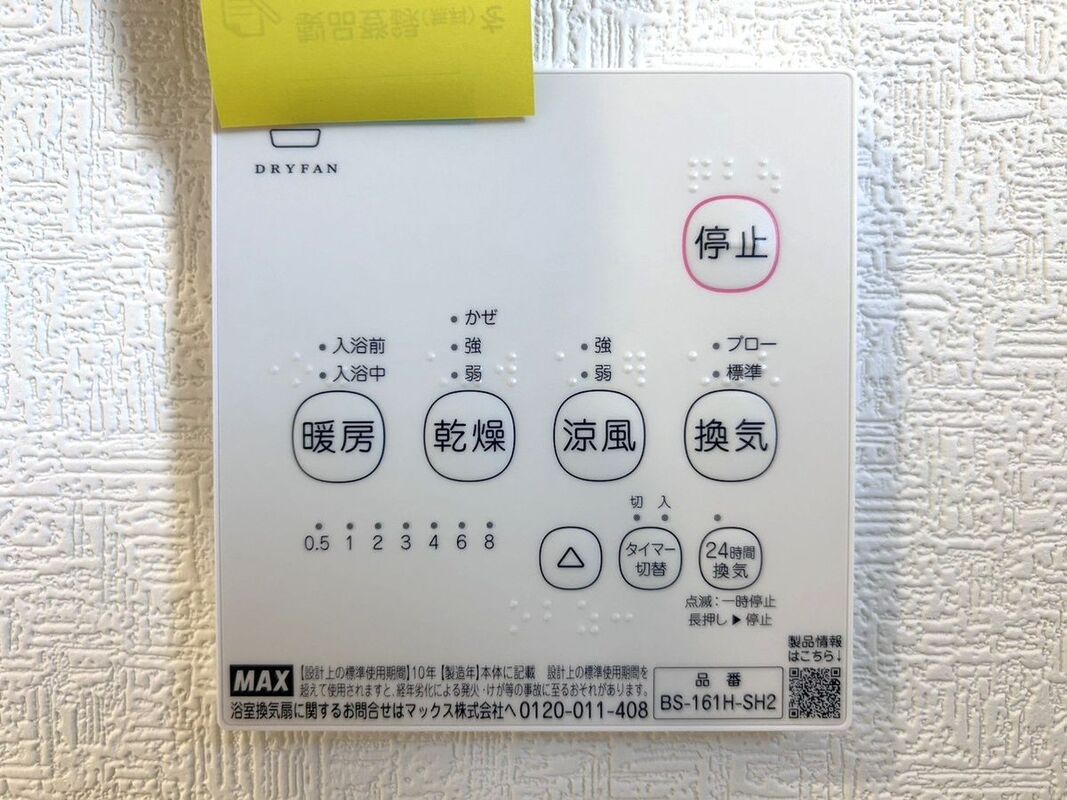 製品登録(無料)
DRYFAN
停止
かぜ
入浴前 強 強 ブロー
入浴中 弱 弱 標準
暖房 乾燥 涼風 換気
切 入
0.5 1 2 3 4 6 8
△ タイマー切替 24時間換気
点滅:一時停止
長押し▶停止
製品情報
はこちら↓
MAX
【設計上の標準使用期間】10年【製造年】本体に記載 設計上の標準使用期間を
超えて使用されますと、経年劣化による発火・けが等の事故に至るおそれがあります。
浴室換気扇に関するお問合せはマックス株式会社へ 0120-011-408
品番
BS-161H-SH2